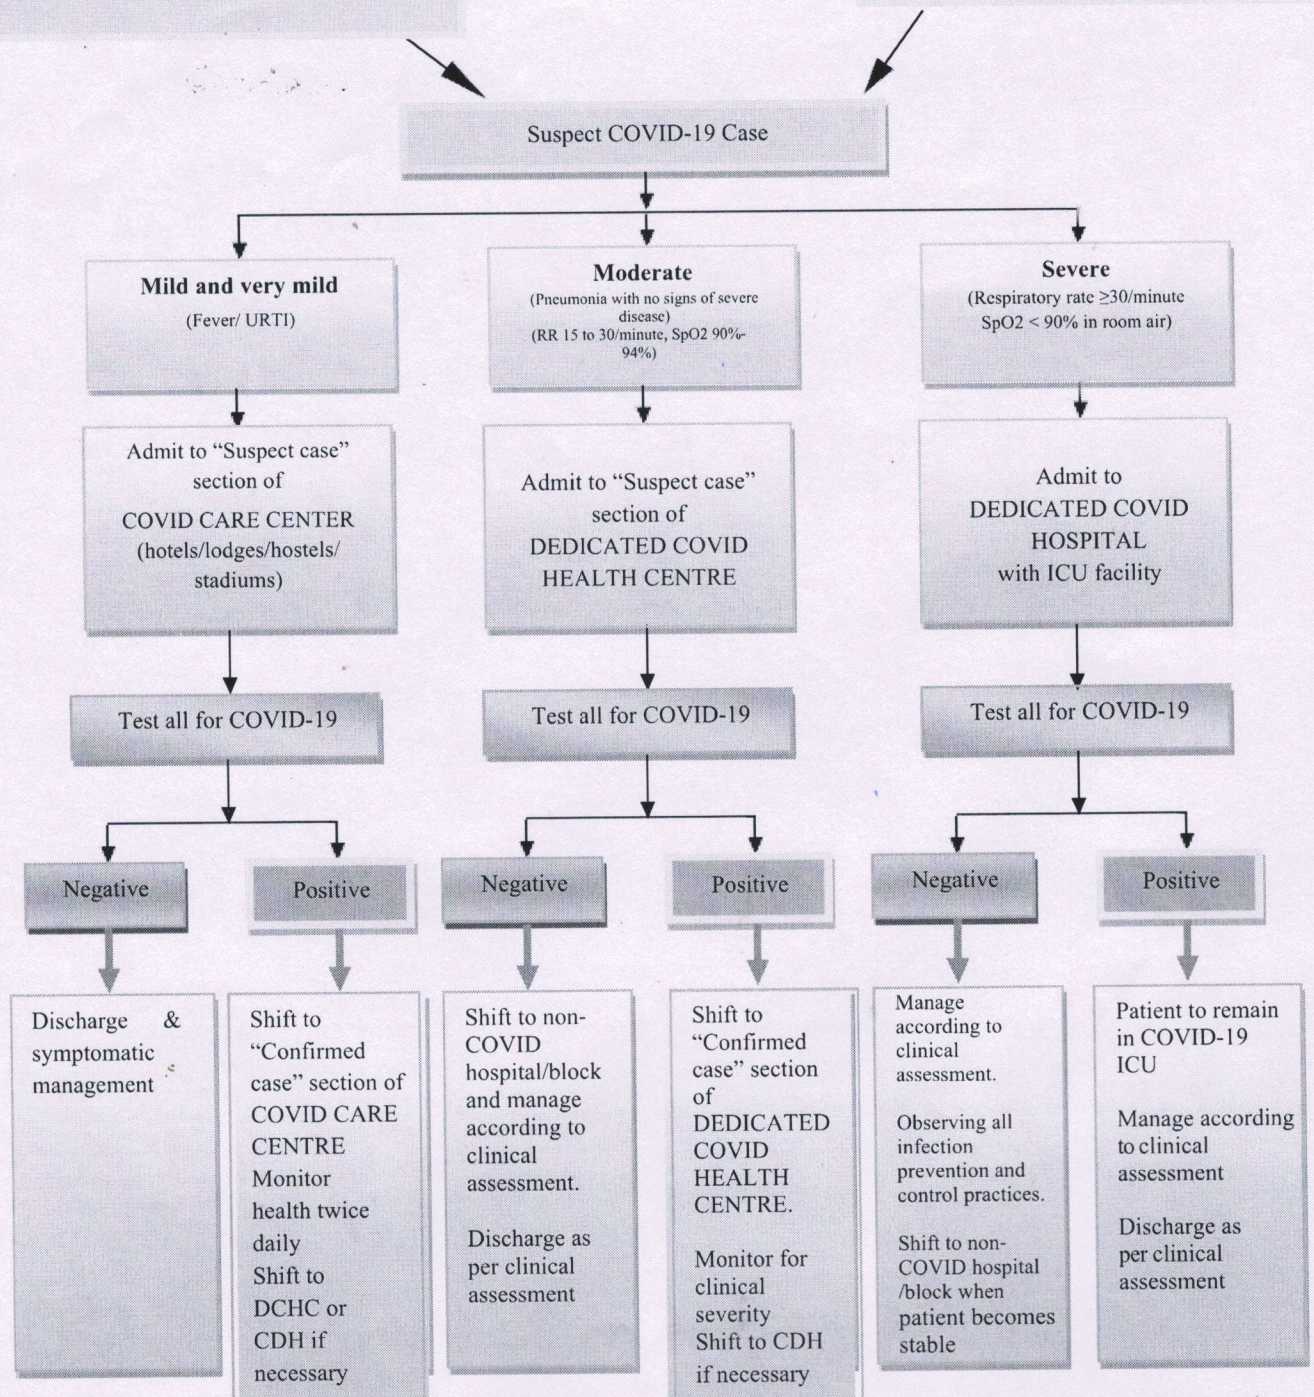 Suspect COVID-19 Case
Mild and very mild
(Fever/ URTI)
Moderate
(Pneumonia with no signs of severe
disease)
(RR 15 to 30/minute, SpO2 90%-
94%)
Severe
(Respiratory rate ≥30/minute
SpO2 < 90% in room air)
Admit to “Suspect case”
section of
COVID CARE CENTER
(hotels/lodges/hostels/
stadiums)
Admit to “Suspect case”
section of
DEDICATED COVID
HEALTH CENTRE
Admit to
DEDICATED COVID
HOSPITAL
with ICU facility
Test all for COVID-19
Test all for COVID-19
Test all for COVID-19
Negative
Positive
Negative
Positive
Negative
Positive
Discharge &
symptomatic
management
Shift to
“Confirmed
case” section of
COVID CARE
CENTRE
Monitor
health twice
daily
Shift to
DCHC or
CDH if
necessary
Shift to non-
COVID
hospital/block
and manage
according to
clinical
assessment.
Discharge as
per clinical
assessment
Shift to
“Confirmed
case” section
of
DEDICATED
COVID
HEALTH
CENTRE.
Monitor for
clinical
severity
Shift to CDH
if necessary
Manage
according to
clinical
assessment.
Observing all
infection
prevention and
control practices.
Shift to non-
COVID hospital
/block when
patient becomes
stable
Patient to remain
in COVID-19
ICU
Manage according
to clinical
assessment
Discharge as
per clinical
assessment